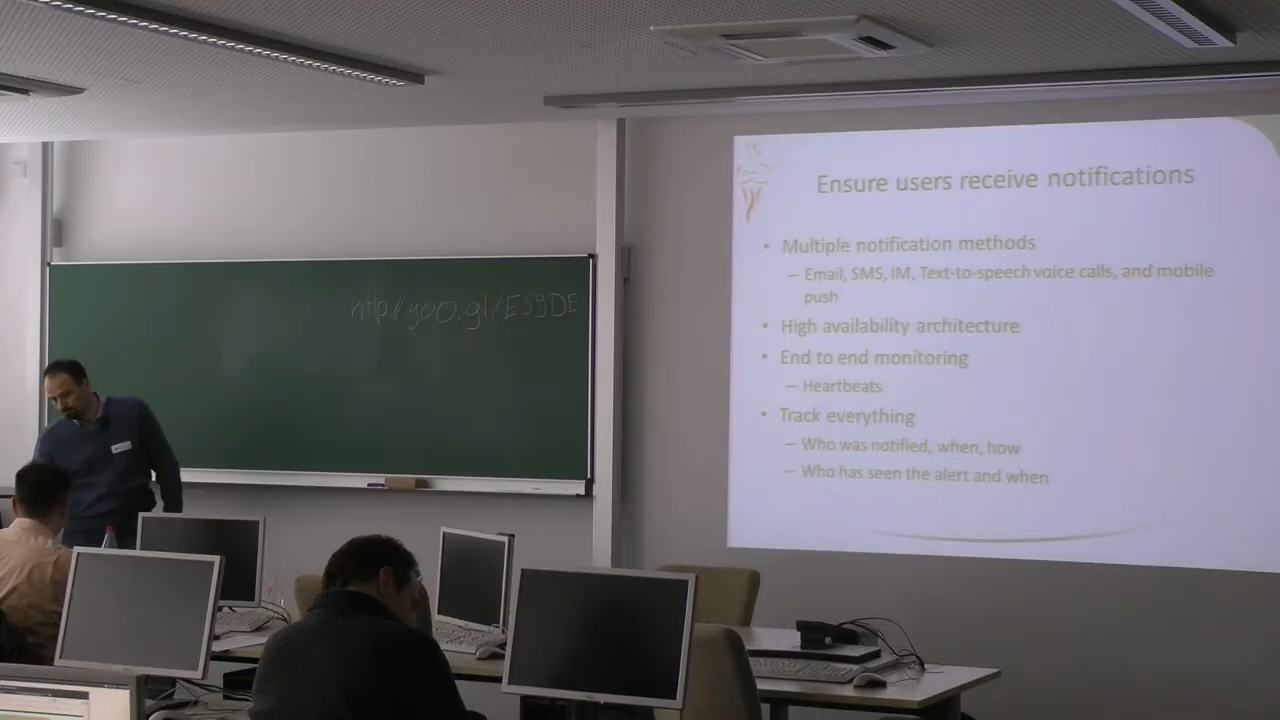 http://goo.gl/ES9DE
Ensure users receive notifications
• Multiple notification methods
– Email, SMS, IM, Text-to-speech voice calls, and mobile
push
• High availability architecture
• End to end monitoring
– Heartbeats
• Track everything
– Who was notified, when, how
– Who has seen the alert and when